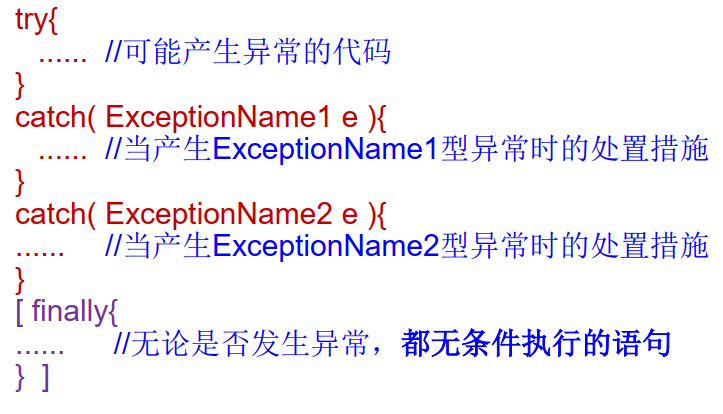 try{
...... //可能产生异常的代码
}
catch( ExceptionName1 e ){
...... //当产生ExceptionName1型异常时的处置措施
}
catch( ExceptionName2 e ){
...... //当产生ExceptionName2型异常时的处置措施
}
[ finally{
...... //无论是否发生异常，都无条件执行的语句
} ]